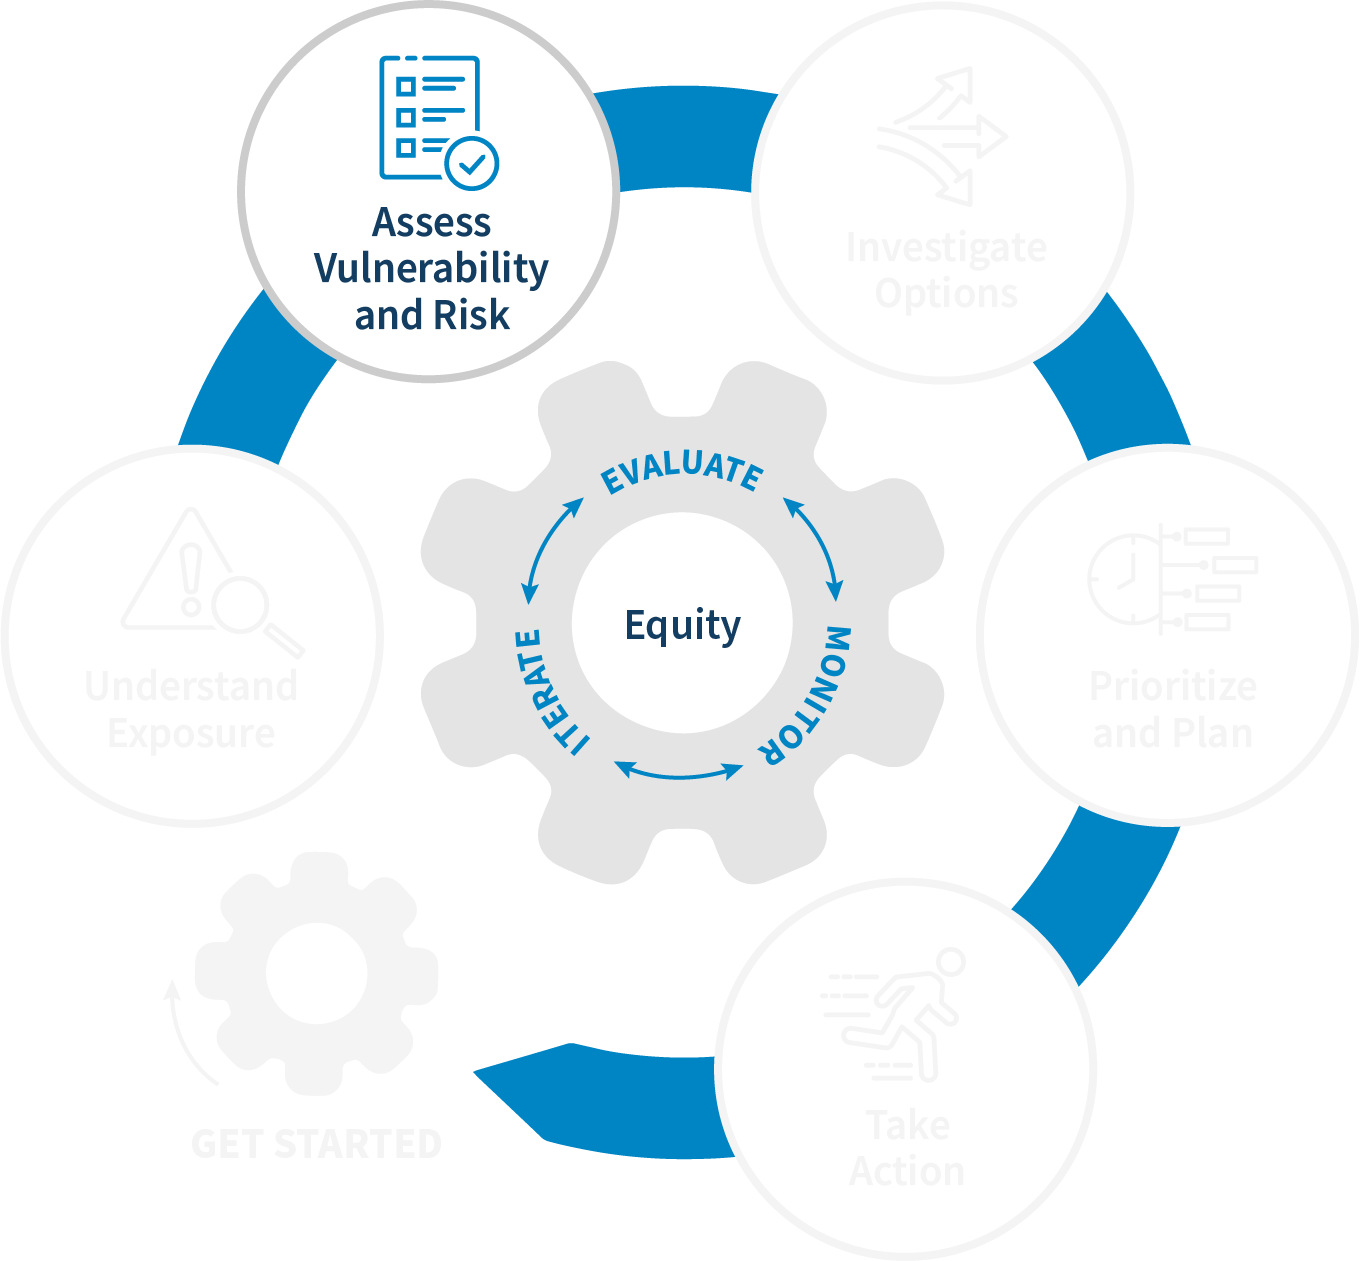 Assess
Vulnerability
and Risk
Investigate
Options
Understand
Exposure
EVALUATE
MONITOR
ITERATE
Equity
Prioritize
and Plan
GET STARTED
Take
Action